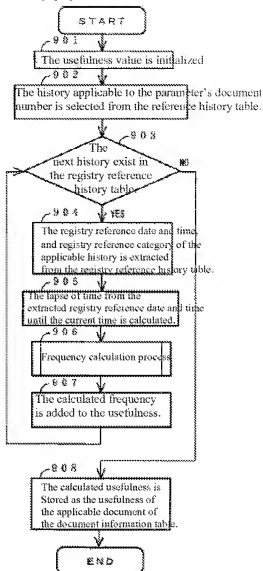 START
901
The usefulness value is initialized
902
The history applicable to the parameter's document
number is selected from the reference history table.
903
The
next history exist in
the registry reference
history table
NO
904
YES
The registry reference date and time,
and registry reference category of the
applicable history is extracted
from the registry reference history table.
905
The lapse of time from the
extracted registry reference date and time
until the current time is calculated.
906
Frequency calculation process
907
The calculated frequency
is added to the usefulness.
908
The calculated usefulness is
Stored as the usefulness of
the applicable document of
the document information table.
END